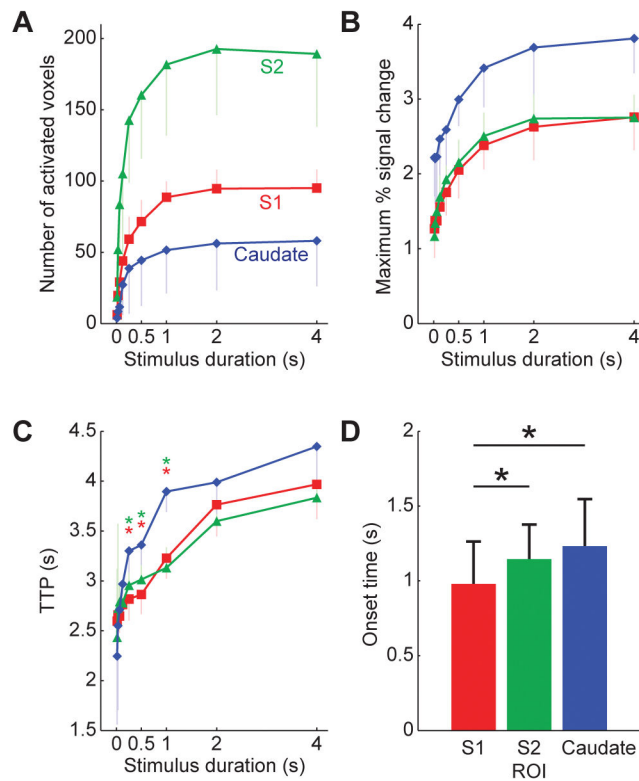 A
Number of activated voxels
200
150
100
50
0
S2
S1
Caudate
0 0.5 1 2 4
Stimulus duration (s)
B
Maximum % signal change
4
3
2
1
0
0 0.5 1 2 4
Stimulus duration (s)
C
TTP (s)
4.5
4
3.5
3
2.5
2
1.5
* * *
* * *
0 0.5 1 2 4
Stimulus duration (s)
D
Onset time (s)
2
1.5
1
0.5
0
*
*
S1 S2 Caudate
ROI